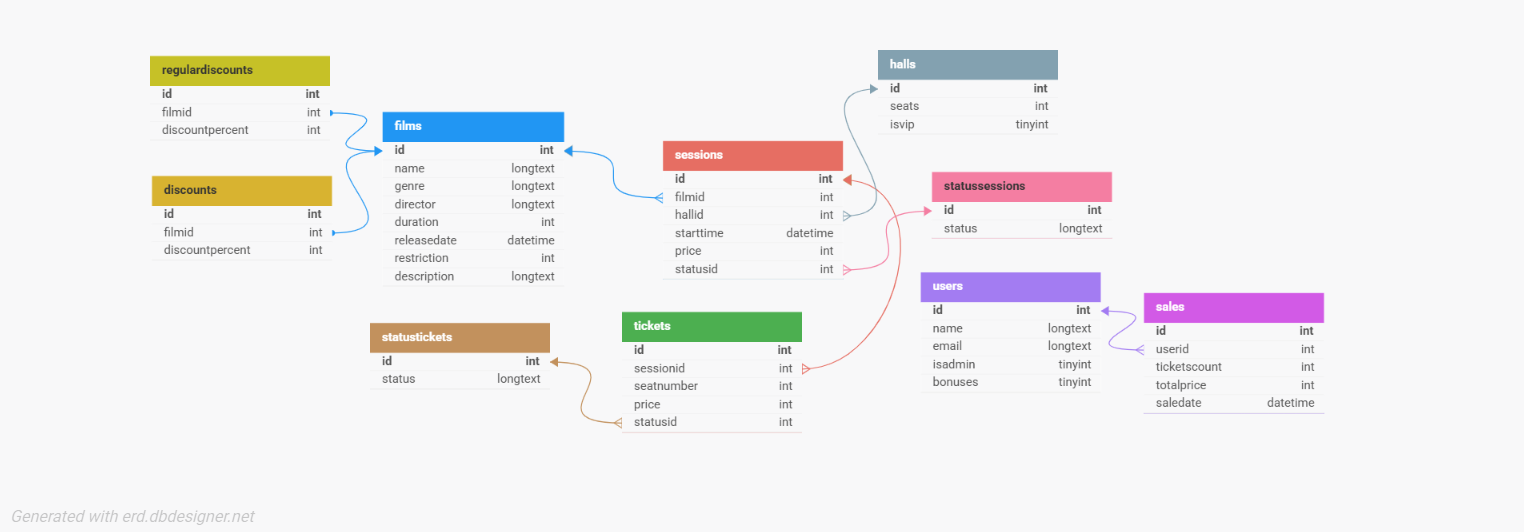 regulardiscounts
id int
filmid int
discountpercent int
discounts
id int
filmid int
discountpercent int
films
id int
name longtext
genre longtext
director longtext
duration int
releasedate datetime
restriction int
description longtext
statustickets
id int
status longtext
sessions
id int
filmid int
hallid int
starttime datetime
price int
statusid int
tickets
id int
sessionid int
seatnumber int
price int
statusid int
halls
id int
seats int
isvip tinyint
statussessions
id int
status longtext
users
id int
name longtext
email longtext
isadmin tinyint
bonuses tinyint
sales
id int
userid int
ticketscount int
totalprice int
saledate datetime
Generated with erd.dbdesigner.net